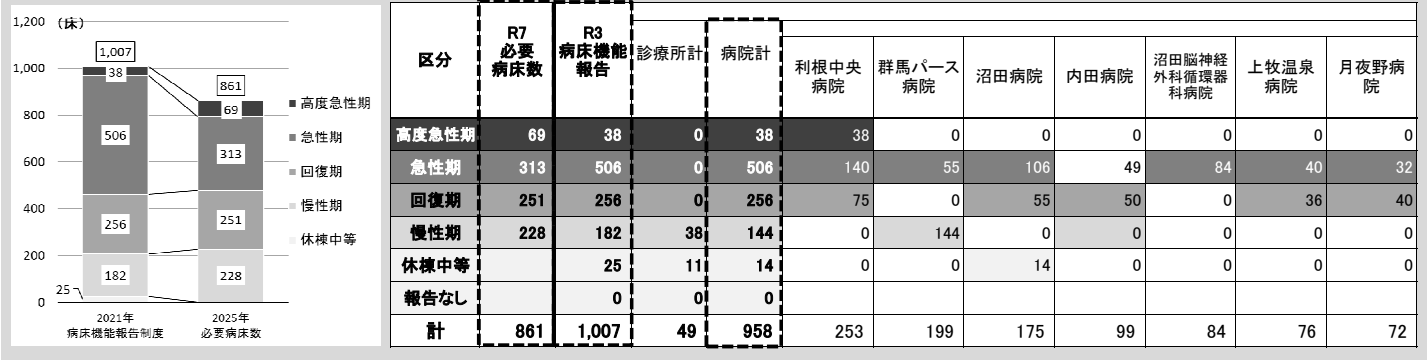 1,200 (床)
1,000
800
600
400
200
0
1,007
38
506
256
182
25
861
69
313
251
228
2021年
病床機能報告制度
2025年
必要病床数
高度急性期
急性期
回復期
慢性期
休棟中等
区分 R7 必要 病床数 R3 病床機能 報告 診療所計 病院計 利根中央 病院 群馬パース 病院 沼田病院 内田病院 沼田脳神経 外科循環器 科病院 上牧温泉 病院 月夜野病 院
高度急性期 69 38 0 38 38 0 0 0 0 0 0
急性期 313 506 0 506 140 55 106 49 84 40 32
回復期 251 256 0 256 75 0 55 50 0 36 40
慢性期 228 182 38 144 0 144 0 0 0 0 0
休棟中等 25 11 14 0 0 14 0 0 0 0
報告なし 0 0 0
計 861 1,007 49 958 253 199 175 99 84 76 72